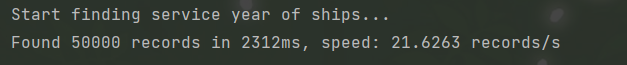 Start finding service year of ships...
Found 50000 records in 2312ms, speed: 21.6263 records/s